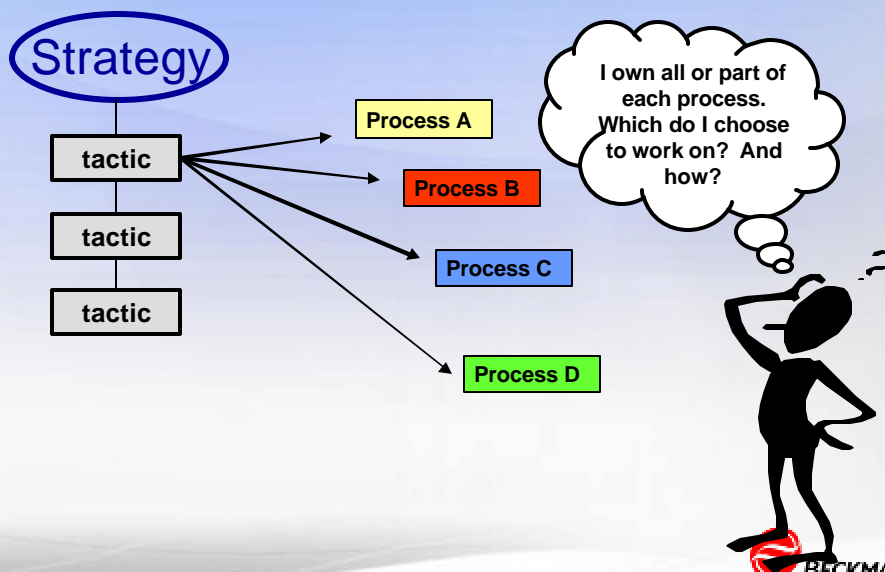 Strategy
tactic
tactic
tactic
Process A
Process B
Process C
Process D
I own all or part of
each process.
Which do I choose
to work on? And
how?